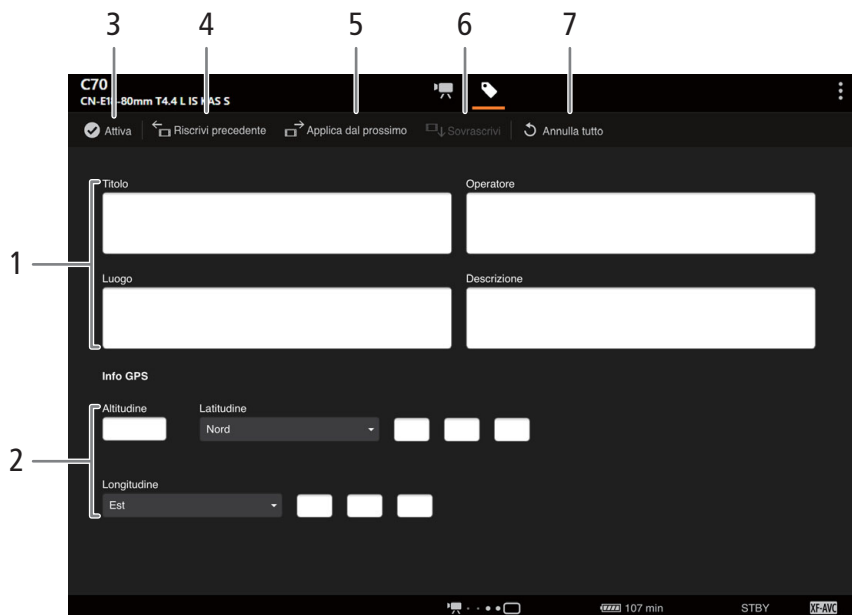 3 4 5 6 7
C70
CN-E18-80mm T4.4 L IS KAS S
Attiva Riscrivi precedente Applica dal prossimo Sovrascrivi Annulla tutto
1
Titolo Operatore
Luogo Descrizione
Info GPS
2
Altitudine Latitudine
Nord
Longitudine
Est
107 min STBY XF-AVC